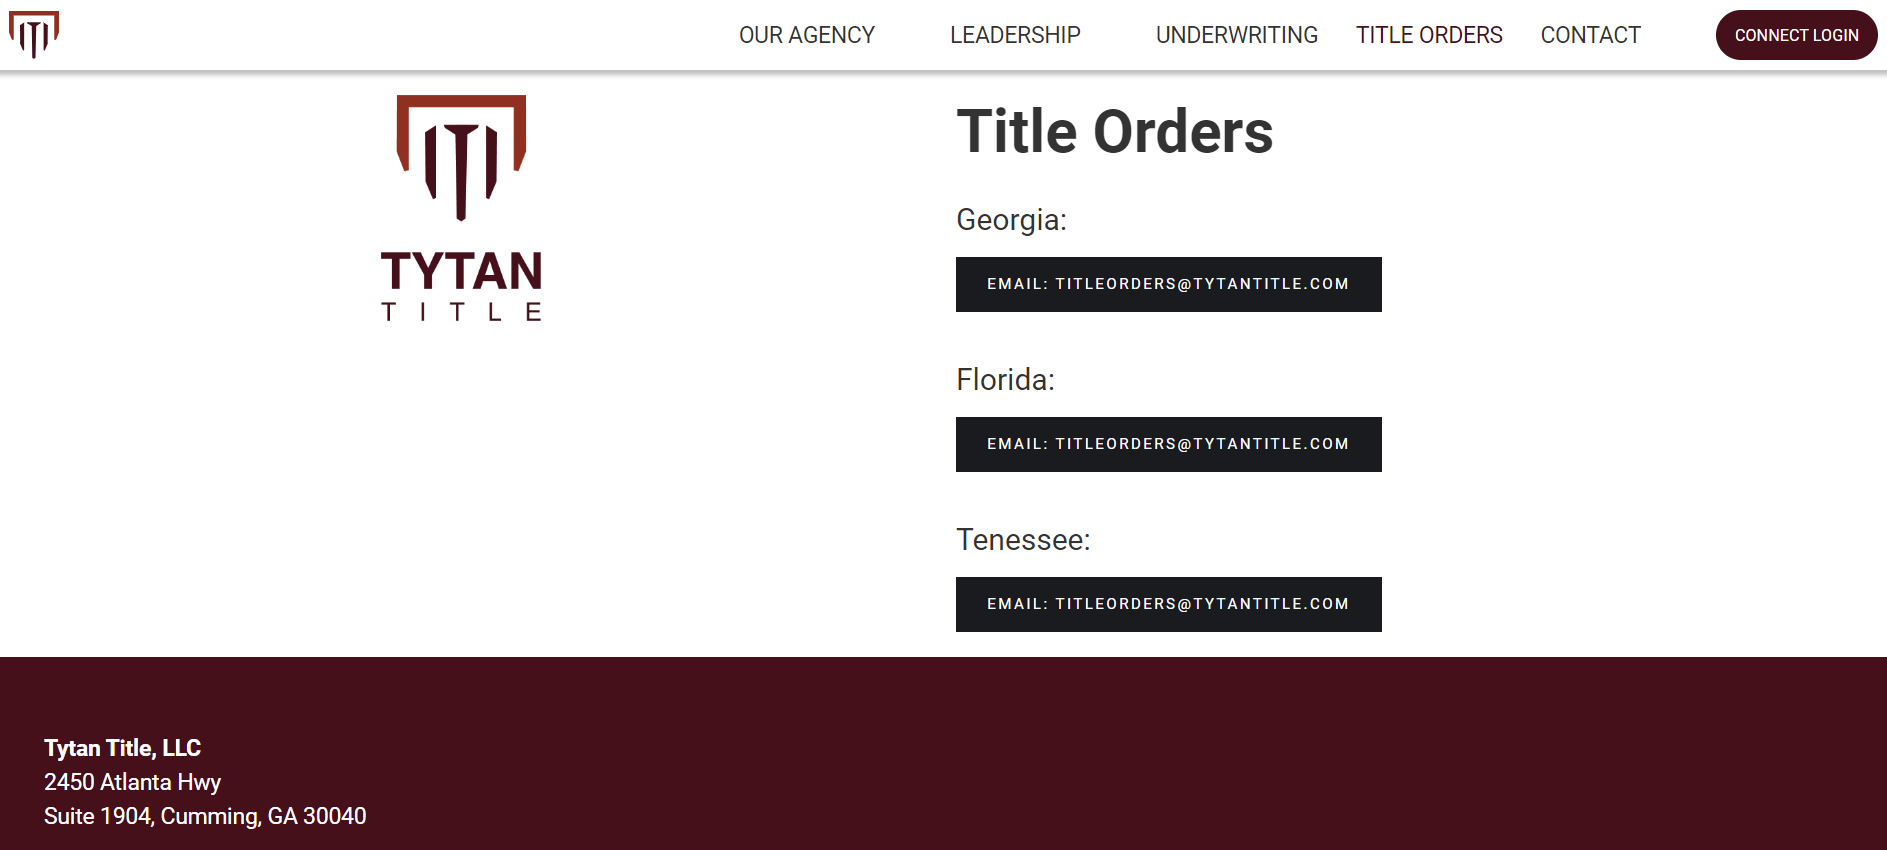 OUR AGENCY LEADERSHIP UNDERWRITING TITLE ORDERS CONTACT CONNECT LOGIN
TYTAN
TITLE
Title Orders
Georgia:
EMAIL: TITLEORDERS@TYTANTITLE.COM
Florida:
EMAIL: TITLEORDERS@TYTANTITLE.COM
Tenessee:
EMAIL: TITLEORDERS@TYTANTITLE.COM
Tytan Title, LLC
2450 Atlanta Hwy
Suite 1904, Cumming, GA 30040